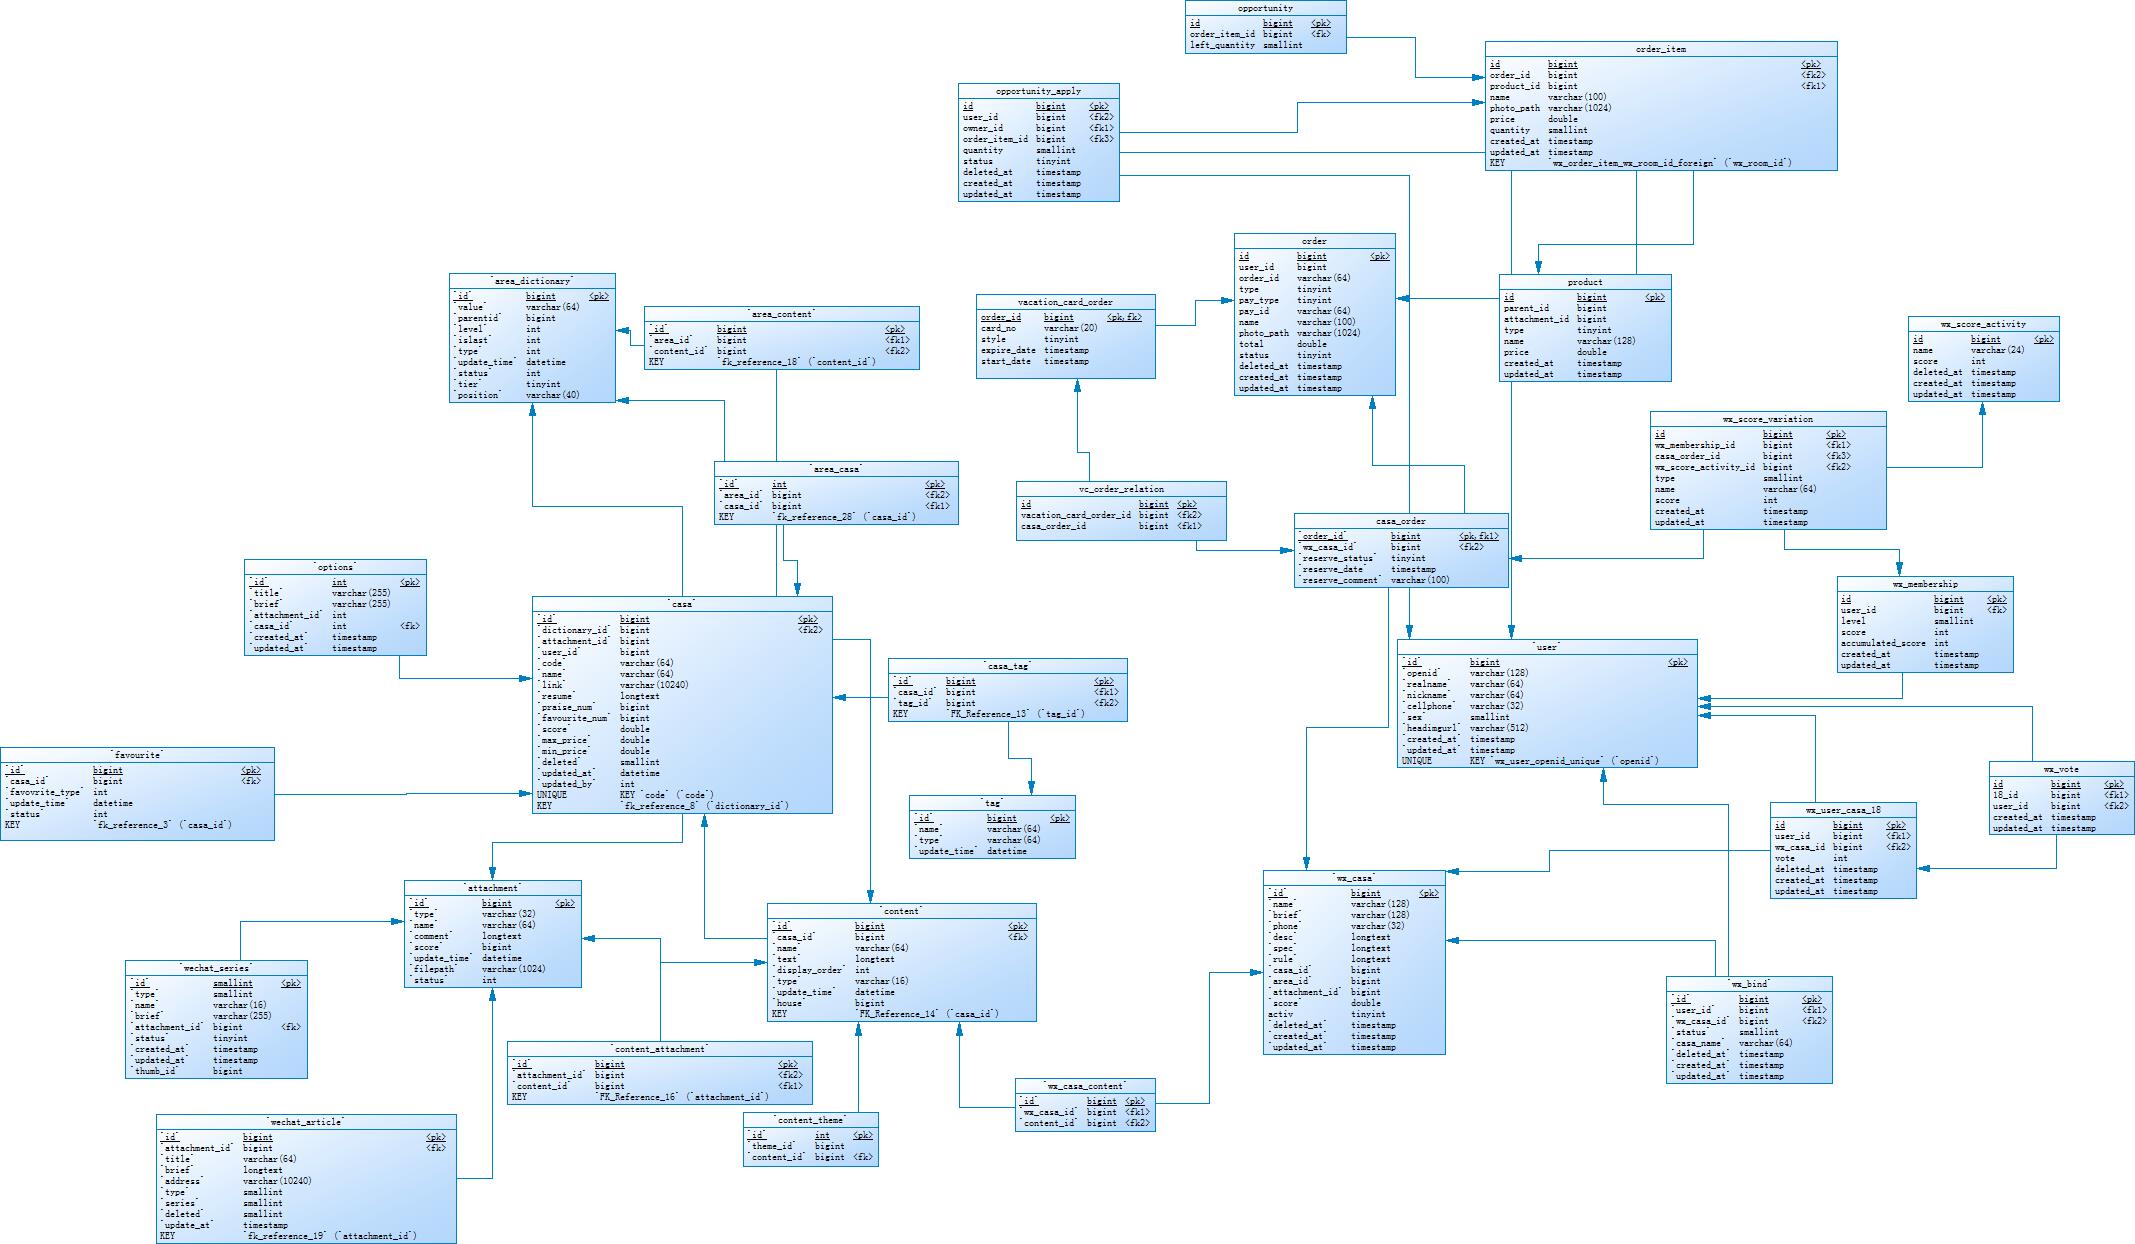 opportunity
id bigint <pk>
order_item_id bigint <fk>
left_quantity smallint
order_item
id bigint <pk>
order_id bigint <fk2>
product_id bigint <fk1>
name varchar(100)
photo_path varchar(1024)
price double
quantity smallint
created_at timestamp
updated_at timestamp
KEY `wx_order_item_wx_room_id_foreign` (`wx_room_id`)
opportunity_apply
id bigint <pk>
user_id bigint <fk2>
owner_id bigint <fk1>
order_item_id bigint <fk3>
quantity smallint
status tinyint
deleted_at timestamp
created_at timestamp
updated_at timestamp
order
id bigint <pk>
user_id bigint
order_id varchar(64)
type tinyint
pay_type tinyint
pay_id varchar(64)
name varchar(100)
photo_path varchar(1024)
total double
status tinyint
deleted_at timestamp
created_at timestamp
updated_at timestamp
`area_dictionary`
`id` bigint <pk>
`value` varchar(64)
`parentid` bigint
`level` int
`islast` int
`type` int
`update_time` datetime
`status` int
`tier` tinyint
`position` varchar(40)
`area_content`
`id` bigint <pk>
`area_id` bigint <fk1>
`content_id` bigint <fk2>
KEY `fk_reference_18` (`content_id`)
vacation_card_order
order_id bigint <pk,fk>
card_no varchar(20)
style tinyint
expire_date timestamp
start_date timestamp
product
id bigint <pk>
parent_id bigint
attachment_id bigint
type tinyint
name varchar(128)
price double
created_at timestamp
updated_at timestamp
wx_score_activity
id bigint <pk>
name varchar(24)
score int
deleted_at timestamp
created_at timestamp
updated_at timestamp
wx_score_variation
id bigint <pk>
wx_membership_id bigint <fk1>
casa_order_id bigint <fk3>
wx_score_activity_id bigint <fk2>
type smallint
name varchar(64)
score int
created_at timestamp
updated_at timestamp
`area_casa`
`id` int <pk>
`area_id` bigint <fk2>
`casa_id` bigint <fk1>
KEY `fk_reference_28` (`casa_id`)
vc_order_relation
id bigint <pk>
vacation_card_order_id bigint <fk2>
casa_order_id bigint <fk1>
casa_order
`order_id` bigint <pk,fk1>
`wx_casa_id` bigint <fk2>
`reserve_status` tinyint
`reserve_date` timestamp
`reserve_comment` varchar(100)
`options`
`id` int <pk>
`title` varchar(255)
`brief` varchar(255)
`attachment_id` int
`casa_id` int <fk>
`created_at` timestamp
`updated_at` timestamp
wx_membership
id bigint <pk>
user_id bigint <fk>
level smallint
score int
accumulated_score int
created_at timestamp
updated_at timestamp
`casa`
`id` bigint <pk>
`dictionary_id` bigint <fk2>
`attachment_id` bigint
`user_id` bigint
`code` varchar(64)
`name` varchar(64)
`link` varchar(10240)
`resume` longtext
`praise_num` bigint
`favourite_num` bigint
`score` double
`max_price` double
`min_price` double
`deleted` smallint
`updated_at` datetime
`updated_by` int
UNIQUE KEY `code` (`code`)
KEY `fk_reference_8` (`dictionary_id`)
`user`
`id` bigint <pk>
`openid` varchar(128)
`realname` varchar(64)
`nickname` varchar(64)
`cellphone` varchar(32)
`sex` smallint
`headimgurl` varchar(512)
`created_at` timestamp
`updated_at` timestamp
UNIQUE KEY `wx_user_openid_unique` (`openid`)
`casa_tag`
`id` bigint <pk>
`casa_id` bigint <fk1>
`tag_id` bigint <fk2>
KEY `FK_Reference_13` (`tag_id`)
`favourite`
`id` bigint <pk>
`casa_id` bigint <fk>
`favovrite_type` int
`update_time` datetime
`status` int
KEY `fk_reference_3` (`casa_id`)
wx_vote
id bigint <pk>
18_id bigint <fk1>
user_id bigint <fk2>
created_at timestamp
updated_at timestamp
`tag`
`id` bigint <pk>
`name` varchar(64)
`type` varchar(64)
`update_time` datetime
wx_user_casa_18
id bigint <pk>
user_id bigint <fk1>
wx_casa_id bigint <fk2>
vote int
deleted_at timestamp
created_at timestamp
updated_at timestamp
`attachment`
`id` bigint <pk>
`type` varchar(32)
`name` varchar(64)
`comment` longtext
`score` bigint
`update_time` datetime
`filepath` varchar(1024)
`status` int
`wx_casa`
`id` bigint <pk>
`name` varchar(128)
`brief` varchar(128)
`phone` varchar(32)
`desc` longtext
`spec` longtext
`rule` longtext
`casa_id` bigint
`area_id` bigint
`attachment_id` bigint
`score` double
activ tinyint
`deleted_at` timestamp
`created_at` timestamp
`updated_at` timestamp
`content`
`id` bigint <pk>
`casa_id` bigint <fk>
`name` varchar(64)
`text` longtext
`display_order` int
`type` varchar(16)
`update_time` datetime
`house` bigint
KEY `FK_Reference_14` (`casa_id`)
`wechat_series`
`id` smallint <pk>
`type` smallint
`name` varchar(16)
`brief` varchar(255)
`attachment_id` bigint <fk>
`status` tinyint
`created_at` timestamp
`updated_at` timestamp
`thumb_id` bigint
`wx_bind`
`id` bigint <pk>
`user_id` bigint <fk1>
`wx_casa_id` bigint <fk2>
`status` smallint
`casa_name` varchar(64)
`deleted_at` timestamp
`created_at` timestamp
`updated_at` timestamp
`content_attachment`
`id` bigint <pk>
`attachment_id` bigint <fk2>
`content_id` bigint <fk1>
KEY `FK_Reference_16` (`attachment_id`)
`wx_casa_content`
`id` bigint <pk>
`wx_casa_id` bigint <fk1>
`content_id` bigint <fk2>
`content_theme`
`id` int <pk>
`theme_id` bigint
`content_id` bigint <fk>
`wechat_article`
`id` bigint <pk>
`attachment_id` bigint <fk>
`title` varchar(64)
`brief` longtext
`address` varchar(10240)
`type` smallint
`series` smallint
`deleted` smallint
`update_at` timestamp
KEY `fk_reference_19` (`attachment_id`)